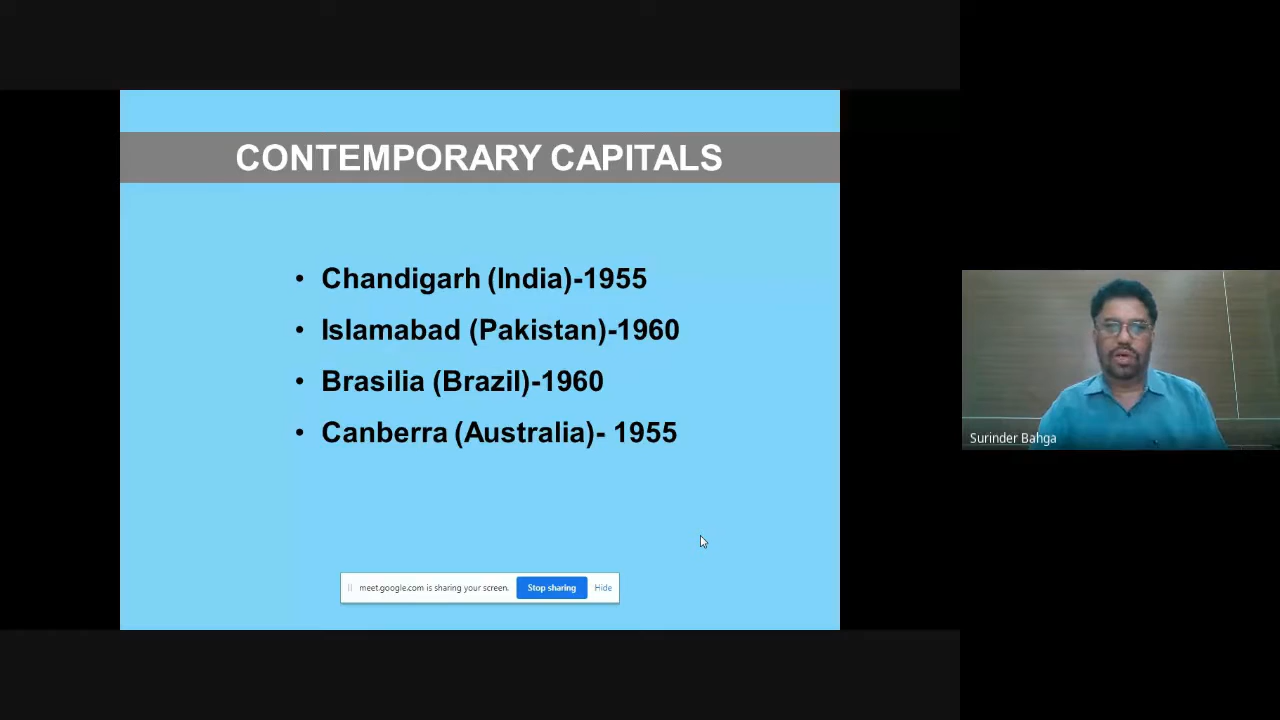 CONTEMPORARY CAPITALS
• Chandigarh (India)-1955
• Islamabad (Pakistan)-1960
• Brasilia (Brazil)-1960
• Canberra (Australia)- 1955
Surinder Bahga
meet.google.com is sharing your screen. Stop sharing Hide